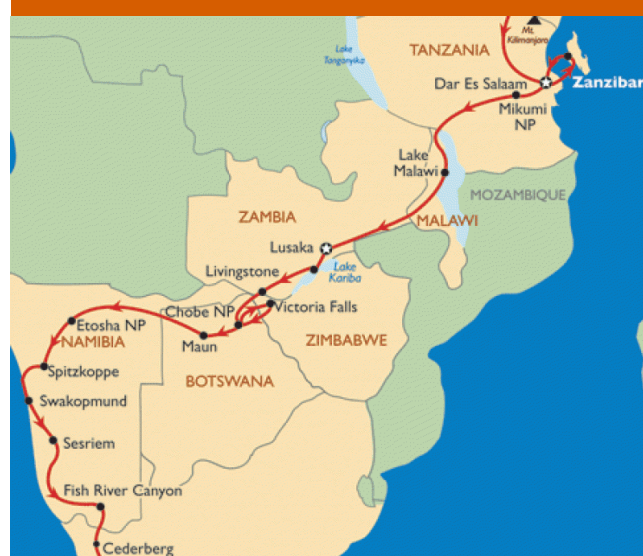 Mt.
Kilimanjaro
Lake
Tanganyika
TANZANIA
Dar Es Salaam
Zanzibar
Mikumi
NP
Lake
Malawi
MOZAMBIQUE
ZAMBIA
MALAWI
Lusaka
Livingstone
Lake
Kariba
Chobe NP
Victoria Falls
Etosha NP
NAMIBIA
Maun
ZIMBABWE
Spitzkoppe
BOTSWANA
Swakopmund
Sesriem
Fish River Canyon
Cederberg